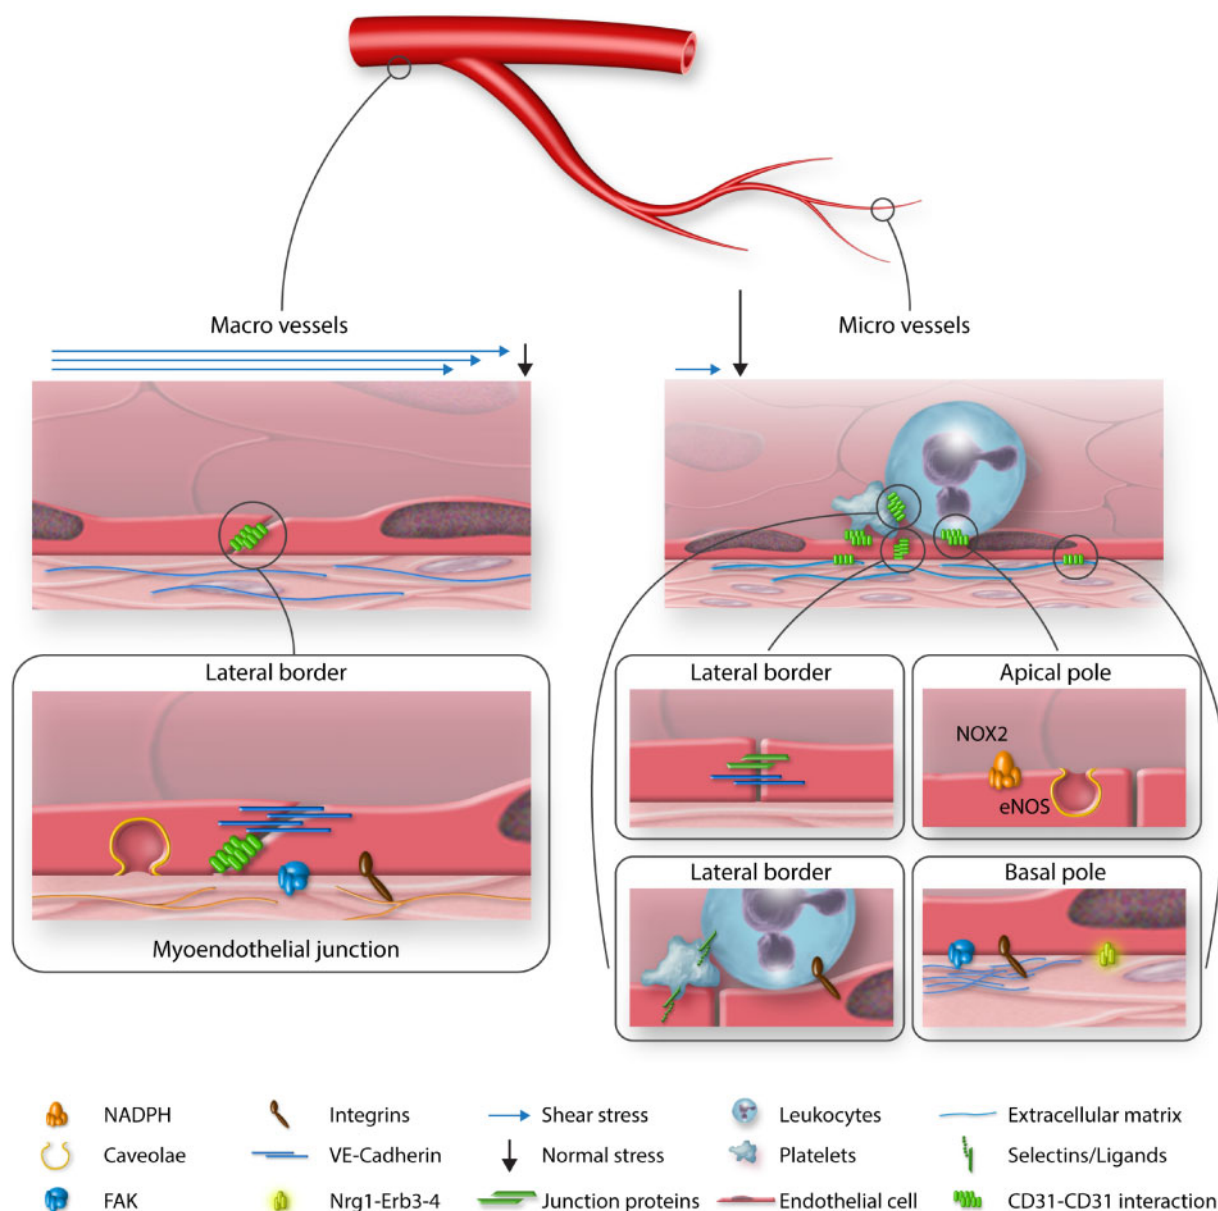 Macro vessels
Micro vessels
Lateral border
Myoendothelial junction
Lateral border
Apical pole
NOX2
eNOS
Lateral border
Basal pole
NADPH
Integrins
Shear stress
Leukocytes
Extracellular matrix
Caveolae
VE-Cadherin
Normal stress
Platelets
Selectins/Ligands
FAK
Nrg1-Erb3-4
Junction proteins
Endothelial cell
CD31-CD31 interaction